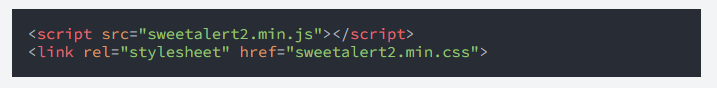 <script src="sweetalert2.min.js"></script>
<link rel="stylesheet" href="sweetalert2.min.css">